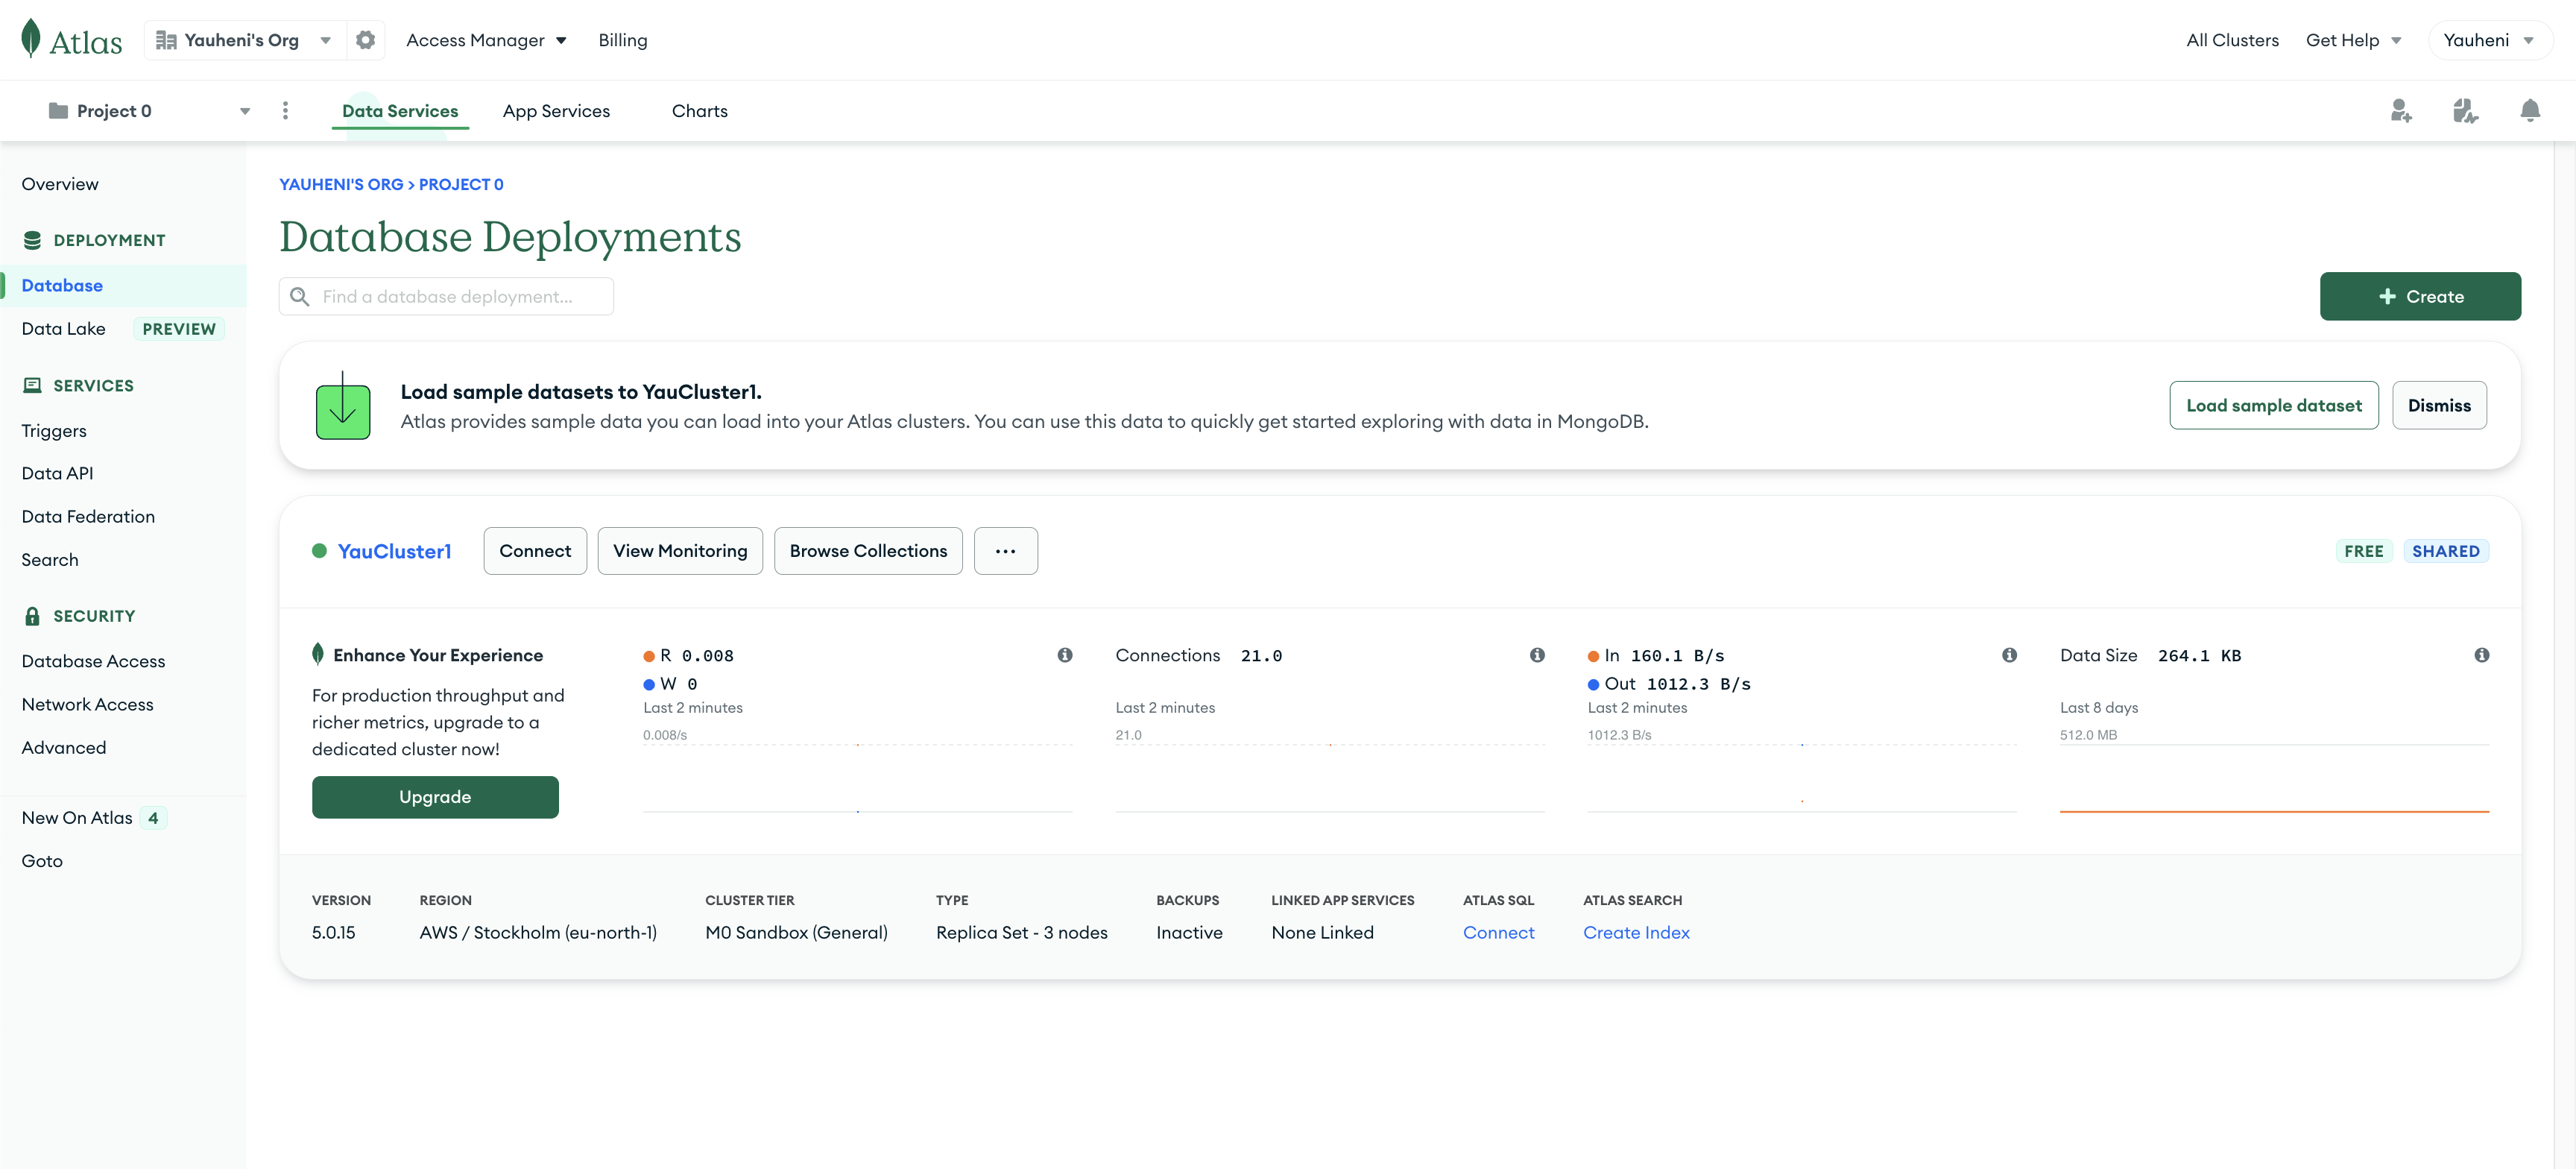 Atlas
Yauheni's Org
Access Manager
Billing
All Clusters
Get Help
Yauheni
Project 0
Data Services
App Services
Charts
Overview
DEPLOYMENT
Database
Data Lake PREVIEW
SERVICES
Triggers
Data API
Data Federation
Search
SECURITY
Database Access
Network Access
Advanced
New On Atlas 4
Goto
YAUHENI'S ORG > PROJECT 0
Database Deployments
Find a database deployment...
+ Create
Load sample datasets to YauCluster1.
Atlas provides sample data you can load into your Atlas clusters. You can use this data to quickly get started exploring with data in MongoDB.
Load sample dataset
Dismiss
YauCluster1
Connect
View Monitoring
Browse Collections
...
FREE
SHARED
Enhance Your Experience
For production throughput and
richer metrics, upgrade to a
dedicated cluster now!
Upgrade
R 0.008
W 0
Last 2 minutes
0.008/s
Connections 21.0
Last 2 minutes
21.0
In 160.1 B/s
Out 1012.3 B/s
Last 2 minutes
1012.3 B/s
Data Size 264.1 KB
Last 8 days
512.0 MB
VERSION
5.0.15
REGION
AWS / Stockholm (eu-north-1)
CLUSTER TIER
M0 Sandbox (General)
TYPE
Replica Set - 3 nodes
BACKUPS
Inactive
LINKED APP SERVICES
None Linked
ATLAS SQL
Connect
ATLAS SEARCH
Create Index